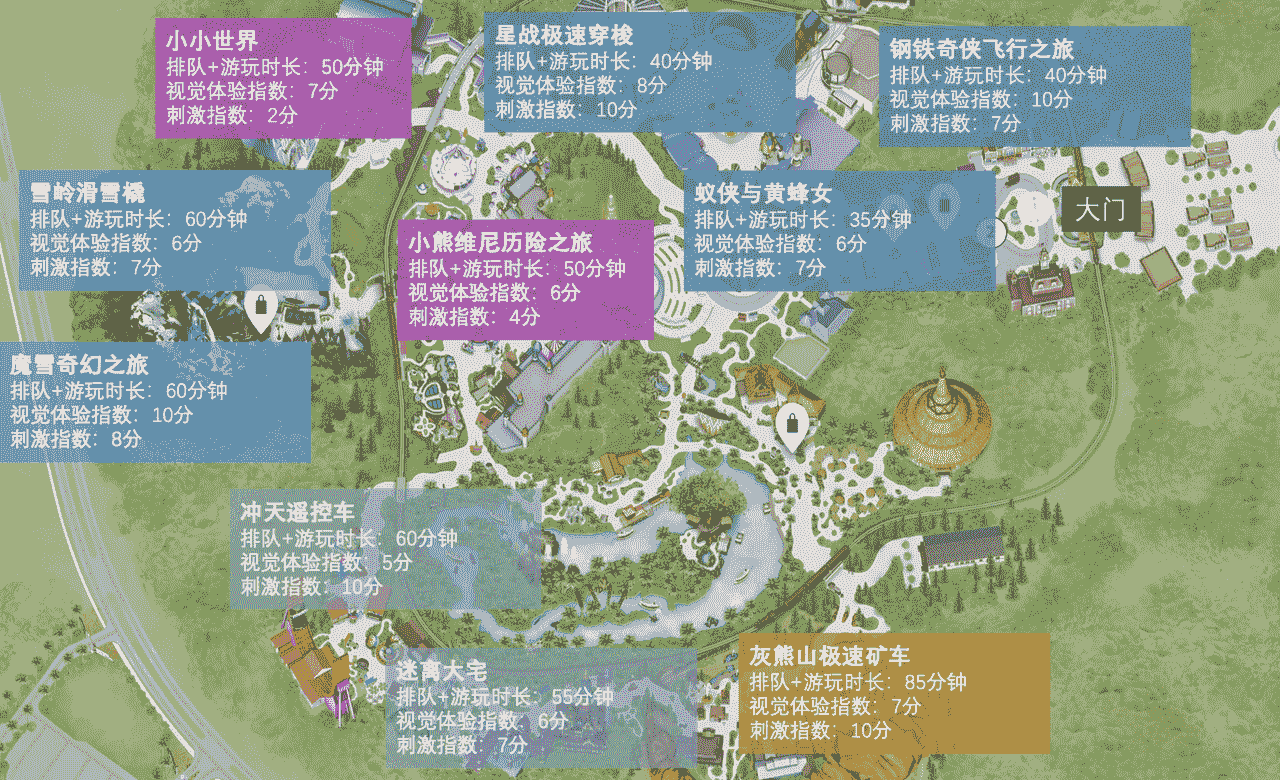 小小世界
排队+游玩时长：50分钟
视觉体验指数：7分
刺激指数：2分
星战极速穿梭
排队+游玩时长：40分钟
视觉体验指数：8分
刺激指数：10分
钢铁奇侠飞行之旅
排队+游玩时长：40分钟
视觉体验指数：10分
刺激指数：7分
雪岭滑雪橇
排队+游玩时长：60分钟
视觉体验指数：6分
刺激指数：7分
小熊维尼历险之旅
排队+游玩时长：50分钟
视觉体验指数：6分
刺激指数：4分
蚁侠与黄蜂女
排队+游玩时长：35分钟
视觉体验指数：6分
刺激指数：7分
大门
魔雪奇幻之旅
排队+游玩时长：60分钟
视觉体验指数：10分
刺激指数：8分
冲天遥控车
排队+游玩时长：60分钟
视觉体验指数：5分
刺激指数：10分
迷离大宅
排队+游玩时长：55分钟
视觉体验指数：6分
刺激指数：7分
灰熊山极速矿车
排队+游玩时长：85分钟
视觉体验指数：7分
刺激指数：10分